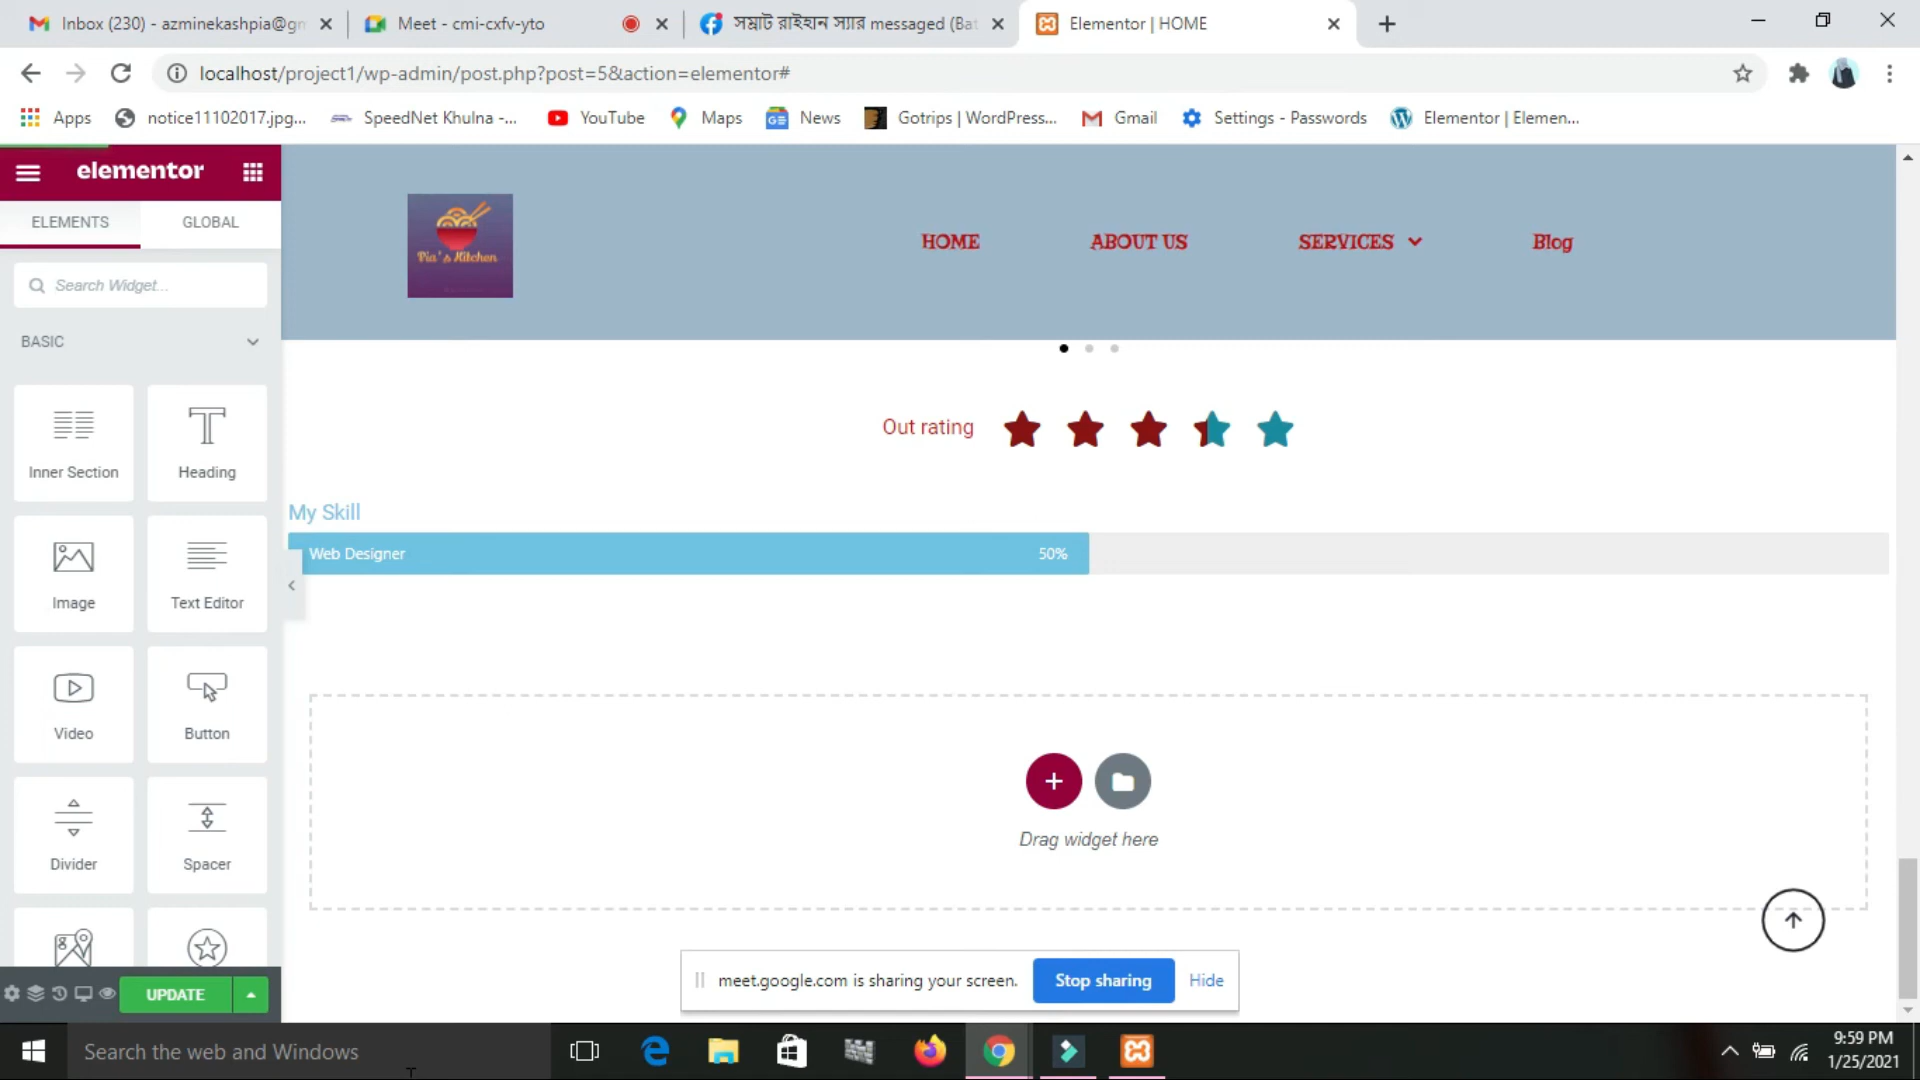 Inbox (230) - azminekashpia@gm
Meet - cmi-cxfv-yto
সম্রাট রাইহান স্যার messaged (Bat
Elementor | HOME
localhost/project1/wp-admin/post.php?post=5&action=elementor#
Apps
notice11102017.jpg...
SpeedNet Khulna -...
YouTube
Maps
News
Gotrips | WordPress...
Gmail
Settings - Passwords
Elementor | Elemen...
elementor
ELEMENTS
GLOBAL
Search Widget...
BASIC
Inner Section
Heading
Image
Text Editor
Video
Button
Divider
Spacer
UPDATE
Pia's Kitchen
HOME
ABOUT US
SERVICES
Blog
Out rating
My Skill
Web Designer
50%
Drag widget here
meet.google.com is sharing your screen.
Stop sharing
Hide
Search the web and Windows
9:59 PM
1/25/2021